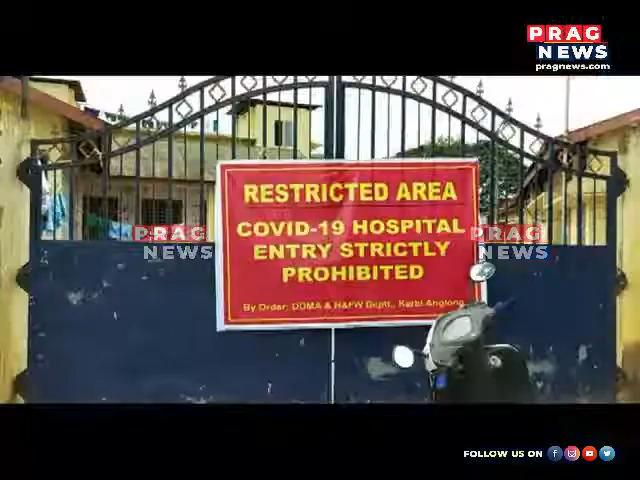 PRAG
NEWS
pragnews.com
RESTRICTED AREA
COVID-19 HOSPITAL
ENTRY STRICTLY
PROHIBITED
By Order: DDMA & H&FW Deptt., Karbi Anglong
PRAG
NEWS
PRAG
NEWS
FOLLOW US ON